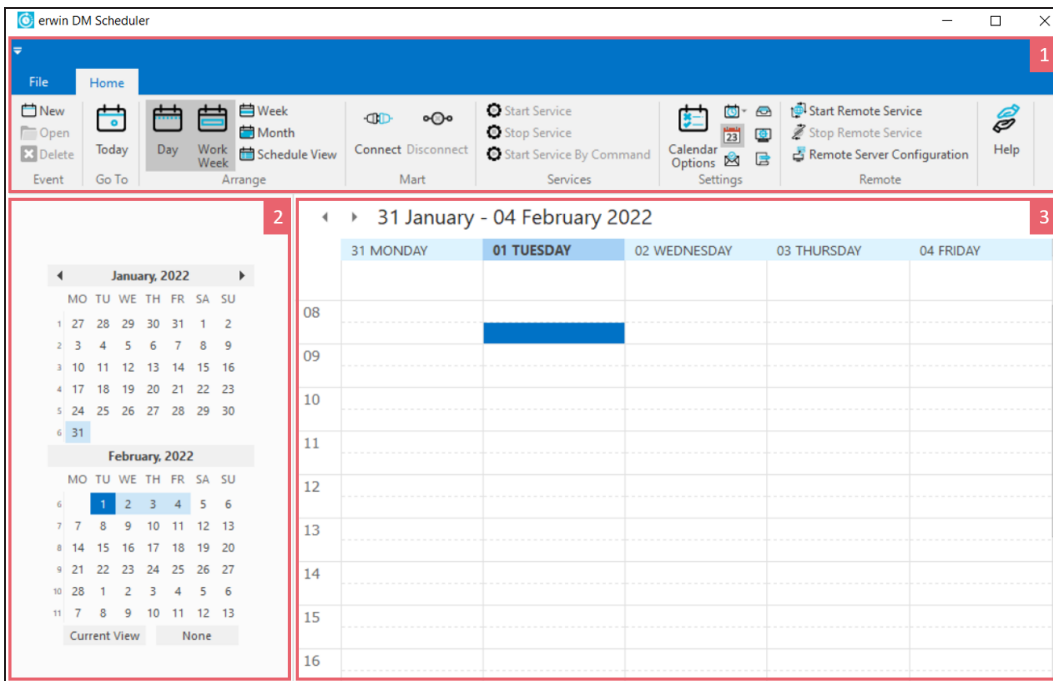 erwin DM Scheduler
1
File Home
New
Open
Delete
Event
Today
Go To
Day
Work
Week
Week
Month
Schedule View
Arrange
Connect Disconnect
Mart
Start Service
Stop Service
Start Service By Command
Services
Calendar
Options
23
Settings
Start Remote Service
Stop Remote Service
Remote Server Configuration
Remote
Help
2
January, 2022
MO TU WE TH FR SA SU
1 27 28 29 30 31 1 2
2 3 4 5 6 7 8 9
3 10 11 12 13 14 15 16
4 17 18 19 20 21 22 23
5 24 25 26 27 28 29 30
6 31
February, 2022
MO TU WE TH FR SA SU
6 1 2 3 4 5 6
7 7 8 9 10 11 12 13
8 14 15 16 17 18 19 20
9 21 22 23 24 25 26 27
10 28 1 2 3 4 5 6
11 7 8 9 10 11 12 13
Current View None
31 January - 04 February 2022
3
31 MONDAY 01 TUESDAY 02 WEDNESDAY 03 THURSDAY 04 FRIDAY
08
09
10
11
12
13
14
15
16